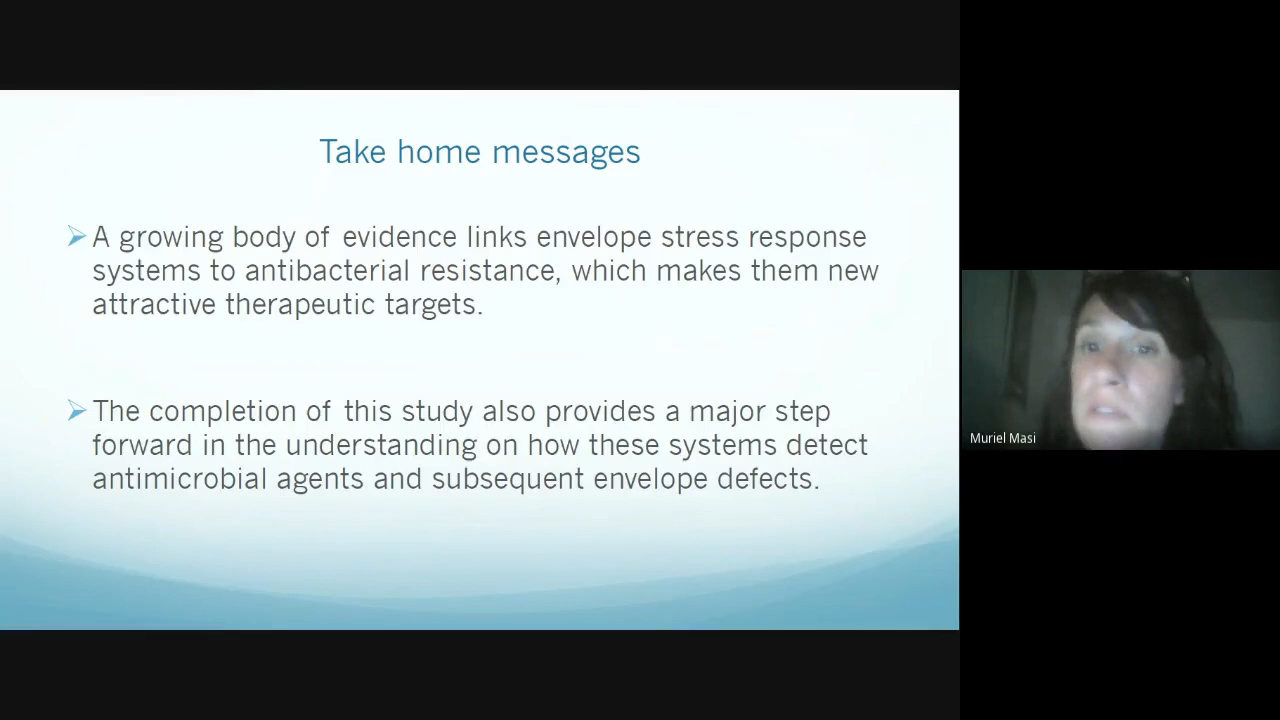 Take home messages
A growing body of evidence links envelope stress response
systems to antibacterial resistance, which makes them new
attractive therapeutic targets.
The completion of this study also provides a major step
forward in the understanding on how these systems detect
antimicrobial agents and subsequent envelope defects.
Muriel Masi